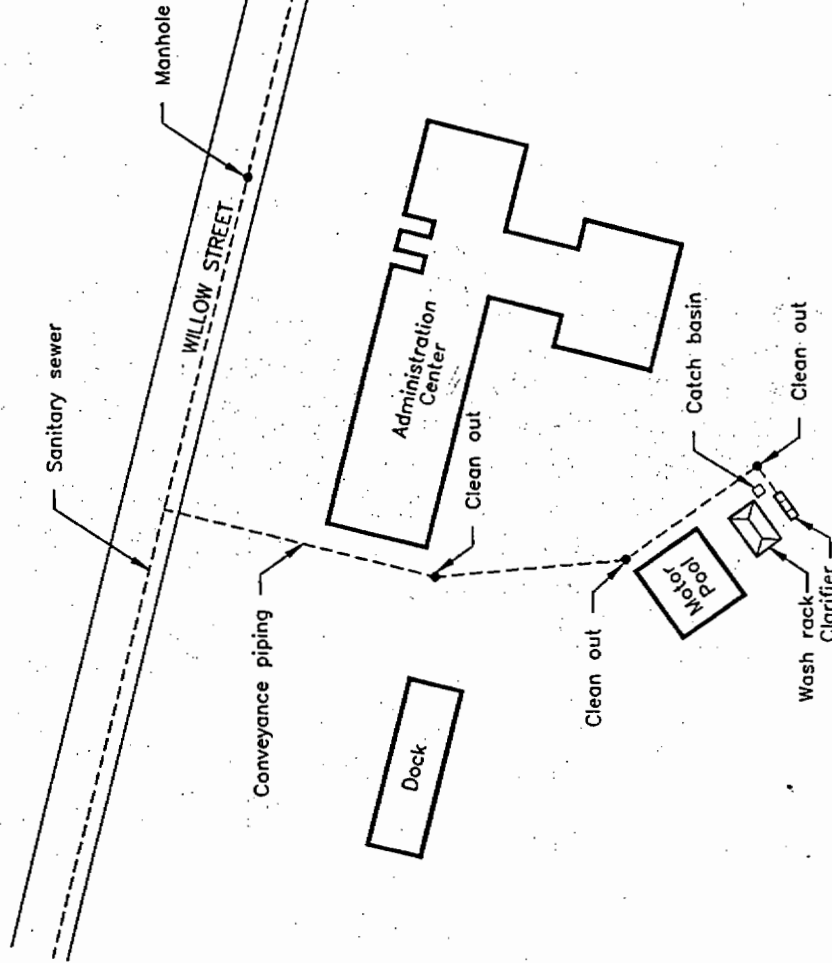 Manhole
Sanitary sewer
WILLOW STREET
Administration
Center
Clean out
Conveyance piping
Catch basin
Clean out
Clean out
Motor
Pool
Dock
Wash rack
Clarifier